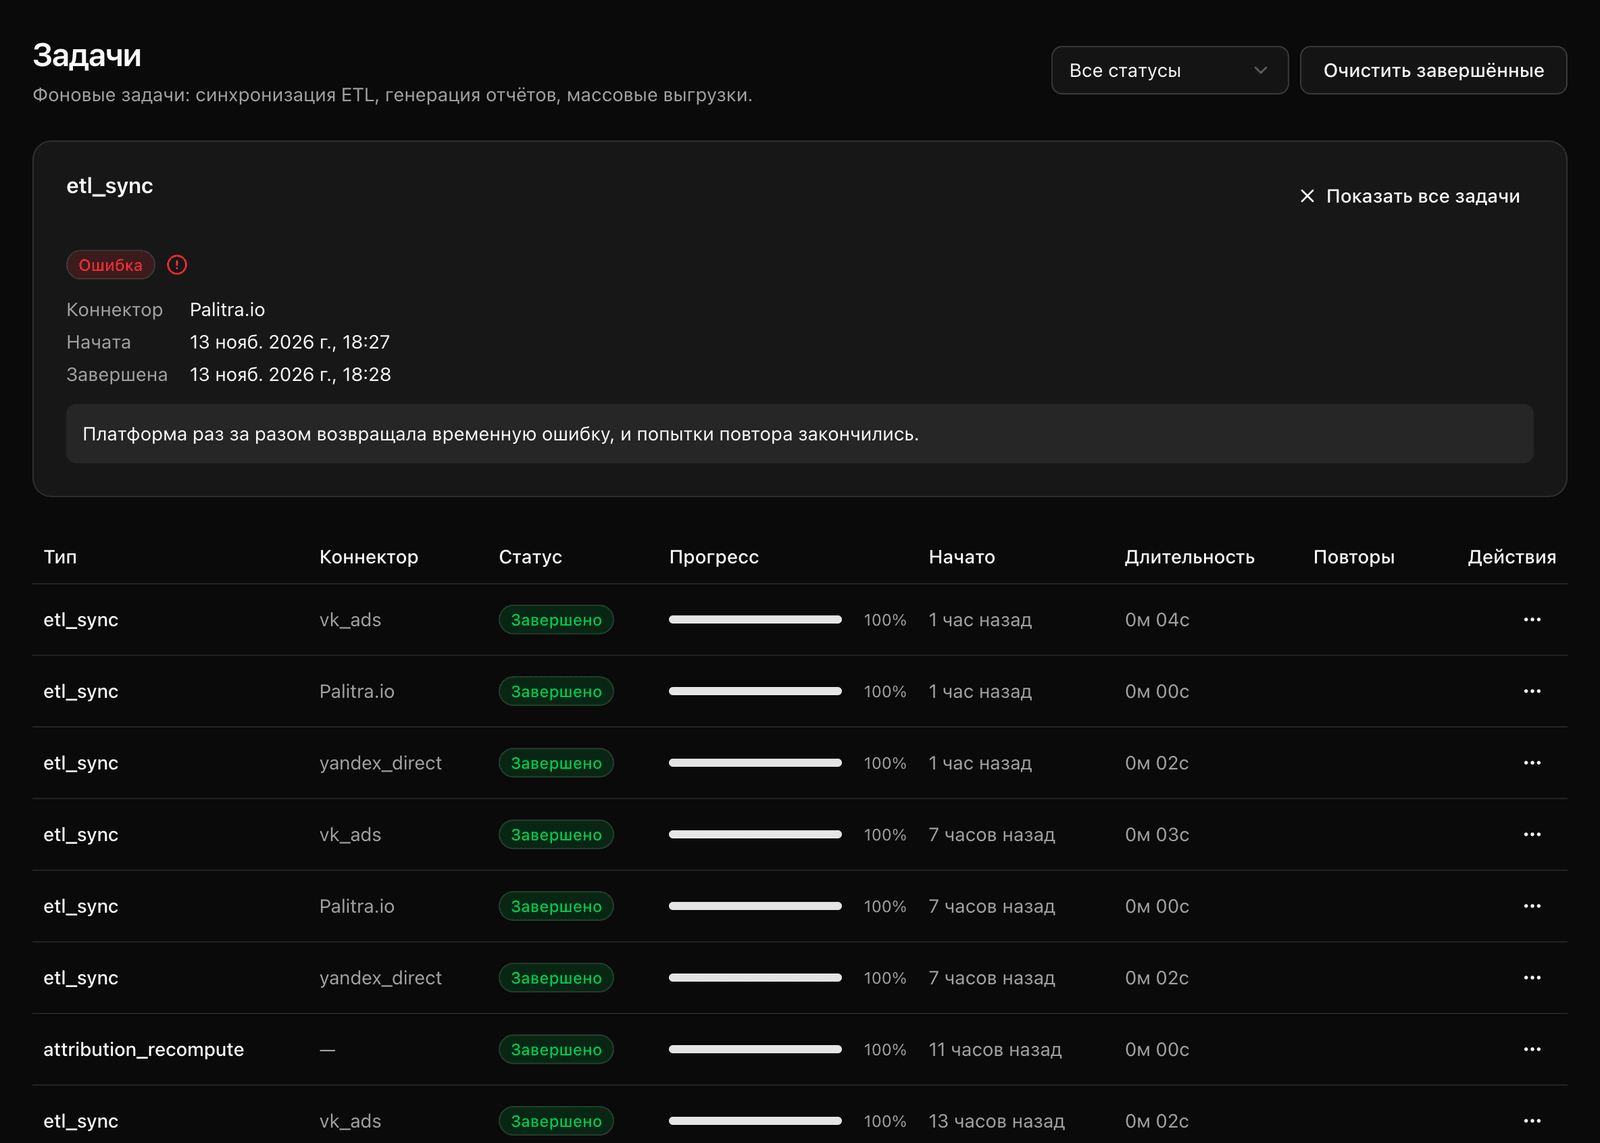 Задачи
Фоновые задачи: синхронизация ETL, генерация отчётов, массовые выгрузки.
Все статусы
Очистить завершённые
etl_sync
Показать все задачи
Ошибка
Коннектор Palitra.io
Начата 13 нояб. 2026 г., 18:27
Завершена 13 нояб. 2026 г., 18:28
Платформа раз за разом возвращала временную ошибку, и попытки повтора закончились.
Тип Коннектор Статус Прогресс Начато Длительность Повторы Действия
etl_sync vk_ads Завершено 100% 1 час назад 0м 04с
etl_sync Palitra.io Завершено 100% 1 час назад 0м 00с
etl_sync yandex_direct Завершено 100% 1 час назад 0м 02с
etl_sync vk_ads Завершено 100% 7 часов назад 0м 03с
etl_sync Palitra.io Завершено 100% 7 часов назад 0м 00с
etl_sync yandex_direct Завершено 100% 7 часов назад 0м 02с
attribution_recompute — Завершено 100% 11 часов назад 0м 00с
etl_sync vk_ads Завершено 100% 13 часов назад 0м 02с